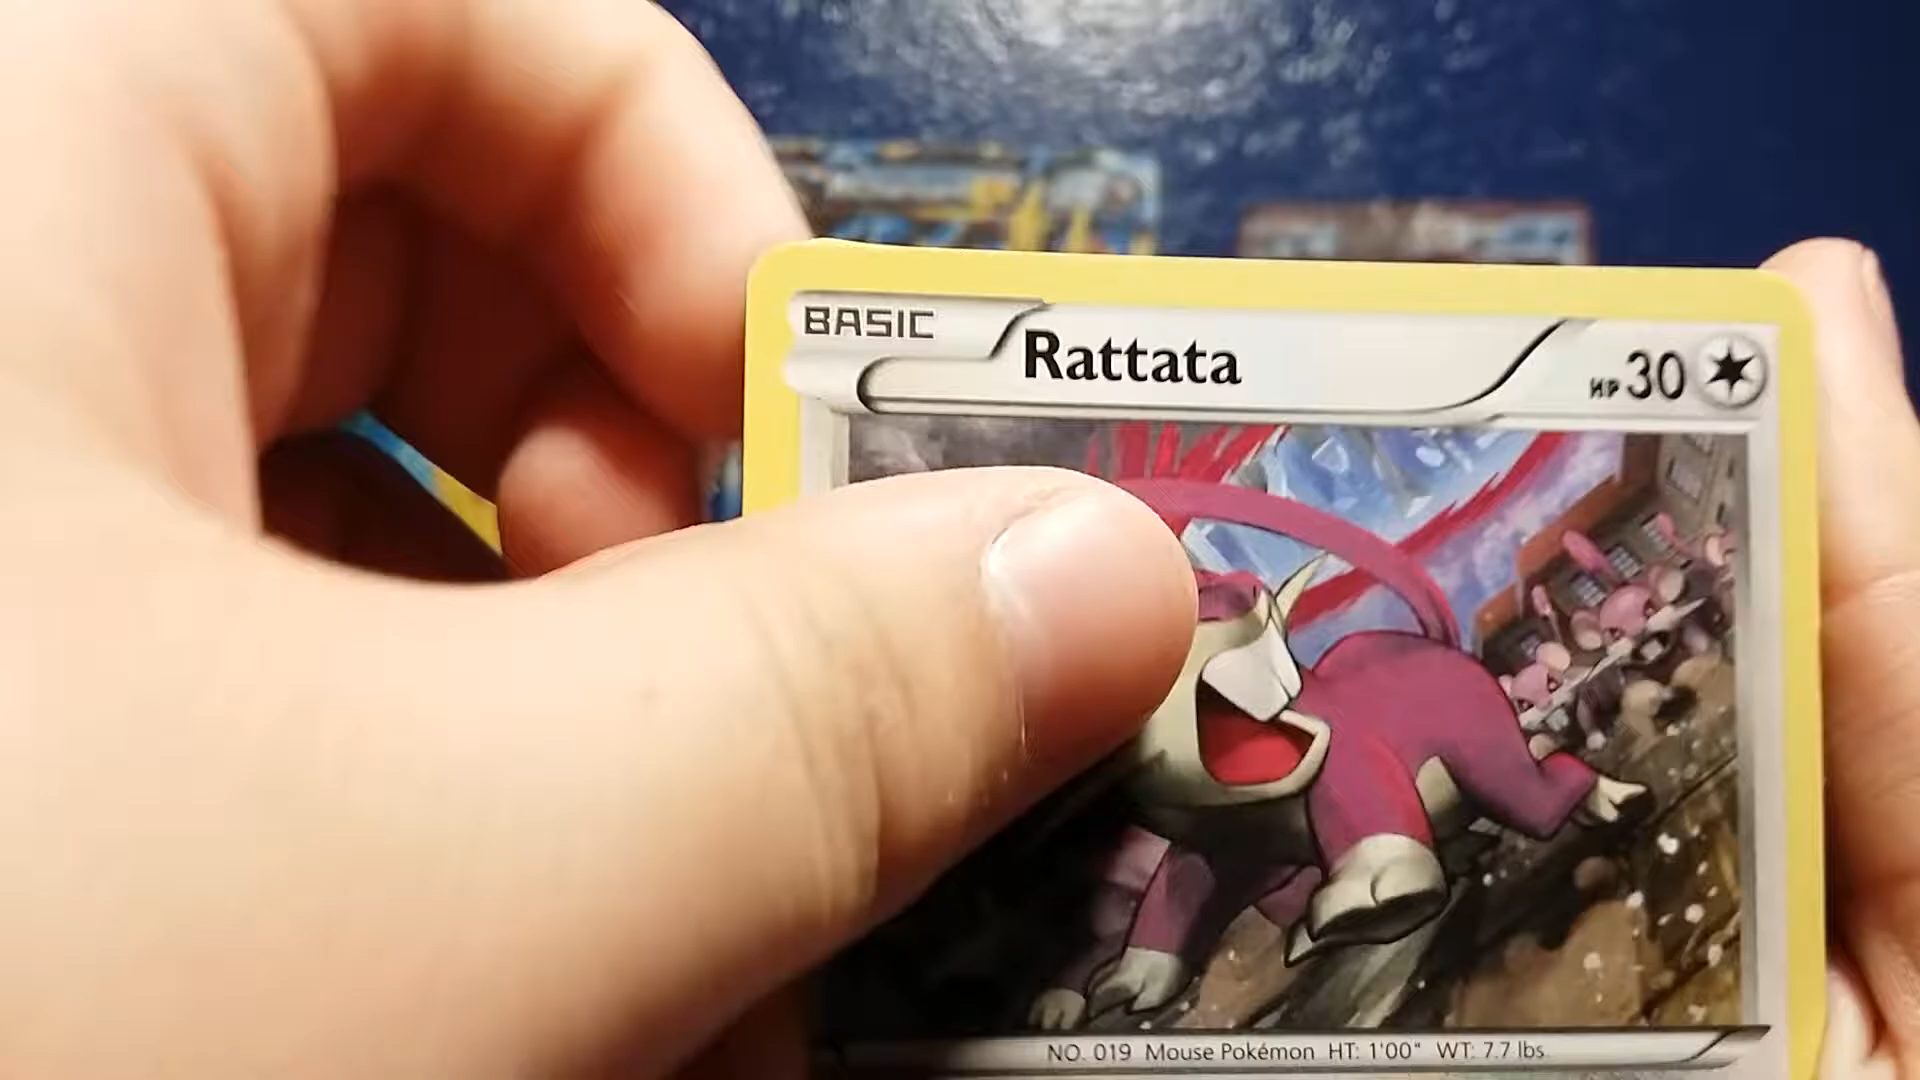 BASIC Rattata HP 30
NO. 019 Mouse Pokémon HT: 1'00" WT: 7.7 lbs.